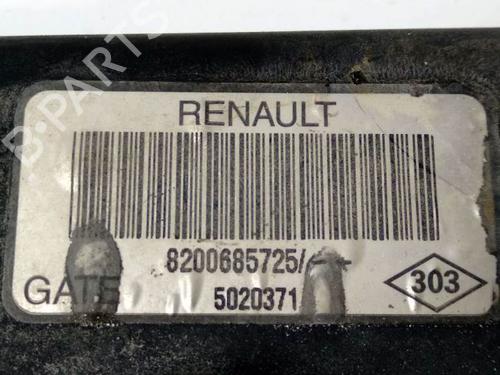 B-PARTS
RENAULT
8200685725/--
GATE
5020371
303